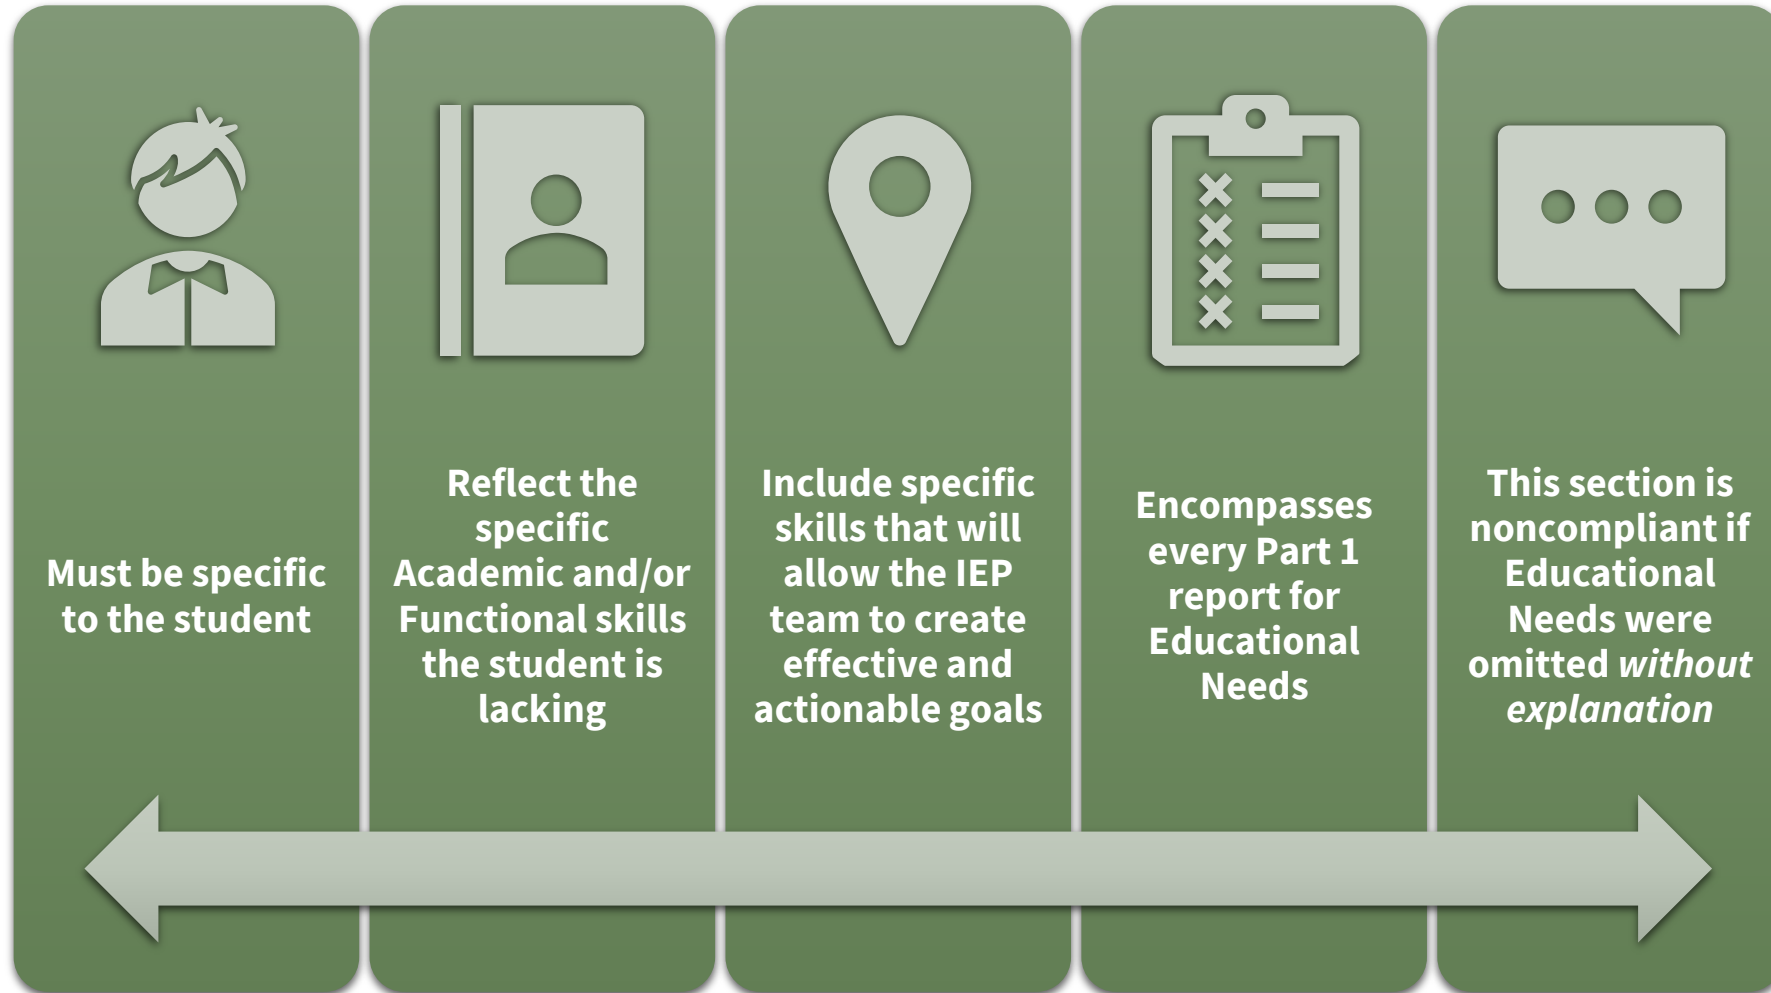 Must be specific
to the student
Reflect the
specific
Academic and/or
Functional skills
the student is
lacking
Include specific
skills that will
allow the IEP
team to create
effective and
actionable goals
Encompasses
every Part 1
report for
Educational
Needs
This section is
noncompliant if
Educational
Needs were
omitted without
explanation